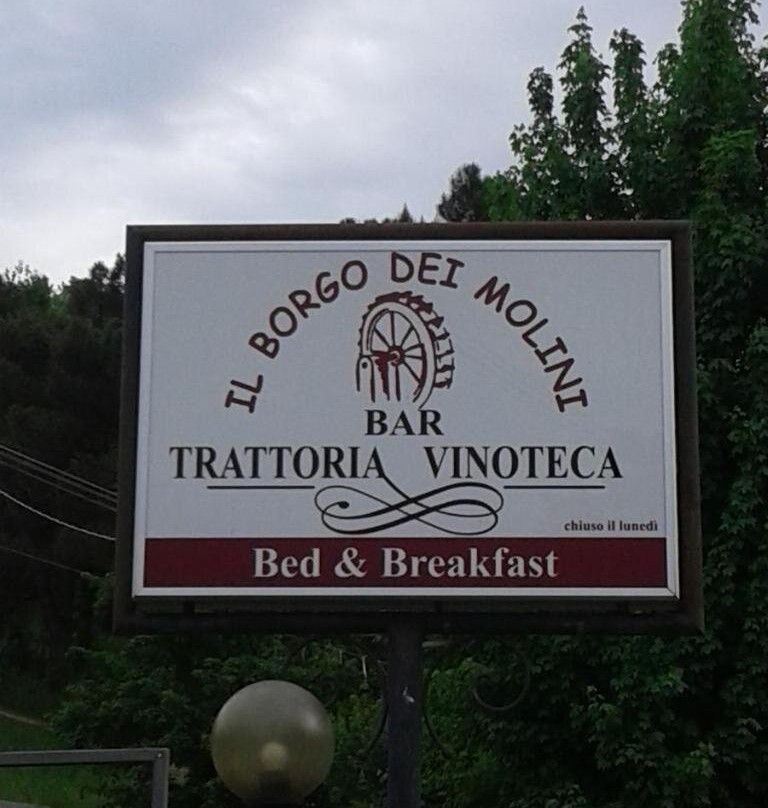 IL BORGO DEI MOLINI
BAR
TRATTORIA VINOTECA
chiuso il lunedì
Bed & Breakfast